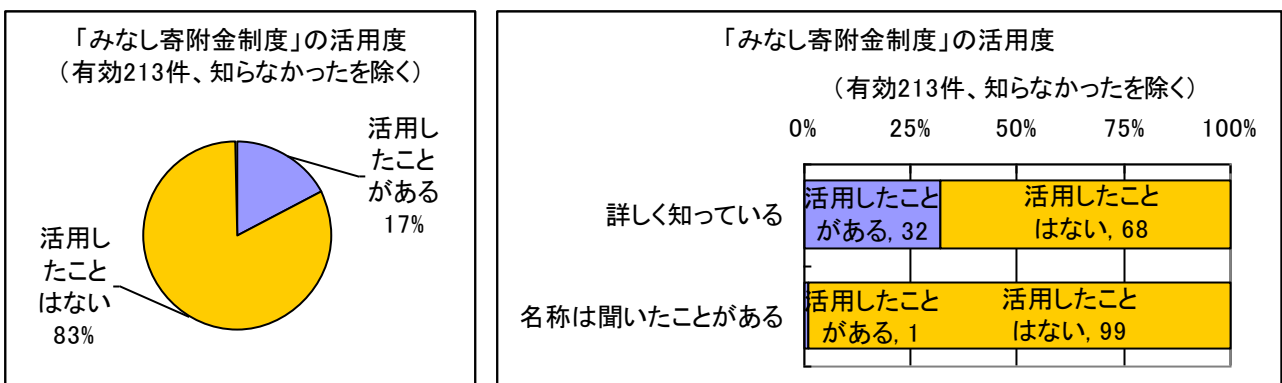 「みなし寄附金制度」の活用度
（有効213件、知らなかったを除く）
活用し
たこと
がある
17%
活用し
たこと
はない
83%
「みなし寄附金制度」の活用度
（有効213件、知らなかったを除く）
0% 25% 50% 75% 100%
詳しく知っている
活用したこと
がある, 32
活用したこと
はない, 68
名称は聞いたことがある
活用したこと
がある, 1
活用したこと
はない, 99